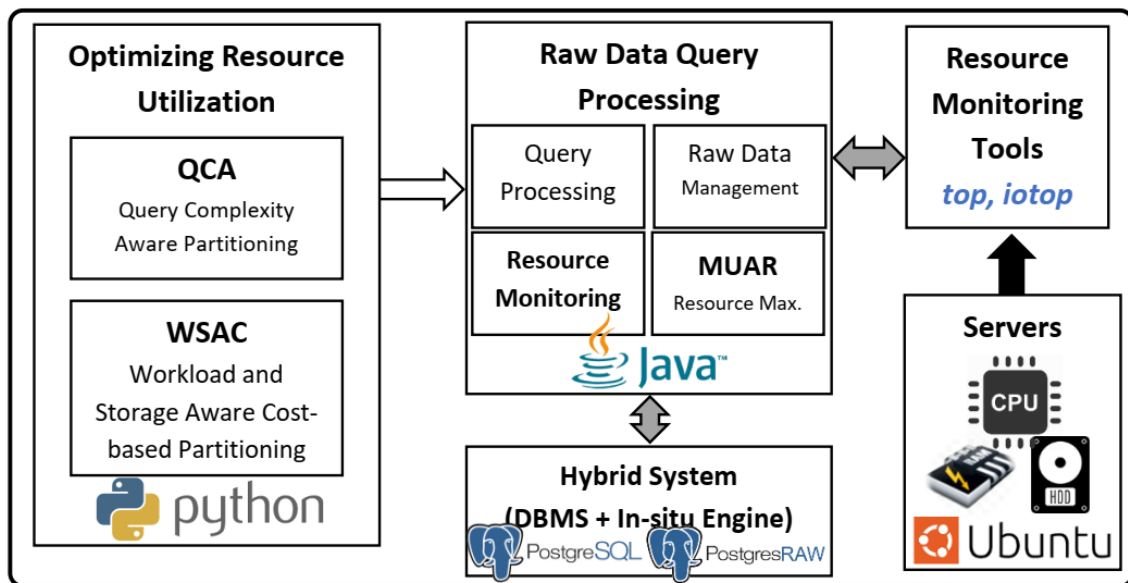 Optimizing Resource
Utilization
QCA
Query Complexity
Aware Partitioning
WSAC
Workload and
Storage Aware Cost-
based Partitioning
python
Raw Data Query
Processing
Query
Processing
Raw Data
Management
Resource
Monitoring
MUAR
Resource Max.
Java™
Hybrid System
(DBMS + In-situ Engine)
PostgreSQL
PostgresRAW
Resource
Monitoring
Tools
top, iotop
Servers
CPU
RAM
HDD
Ubuntu